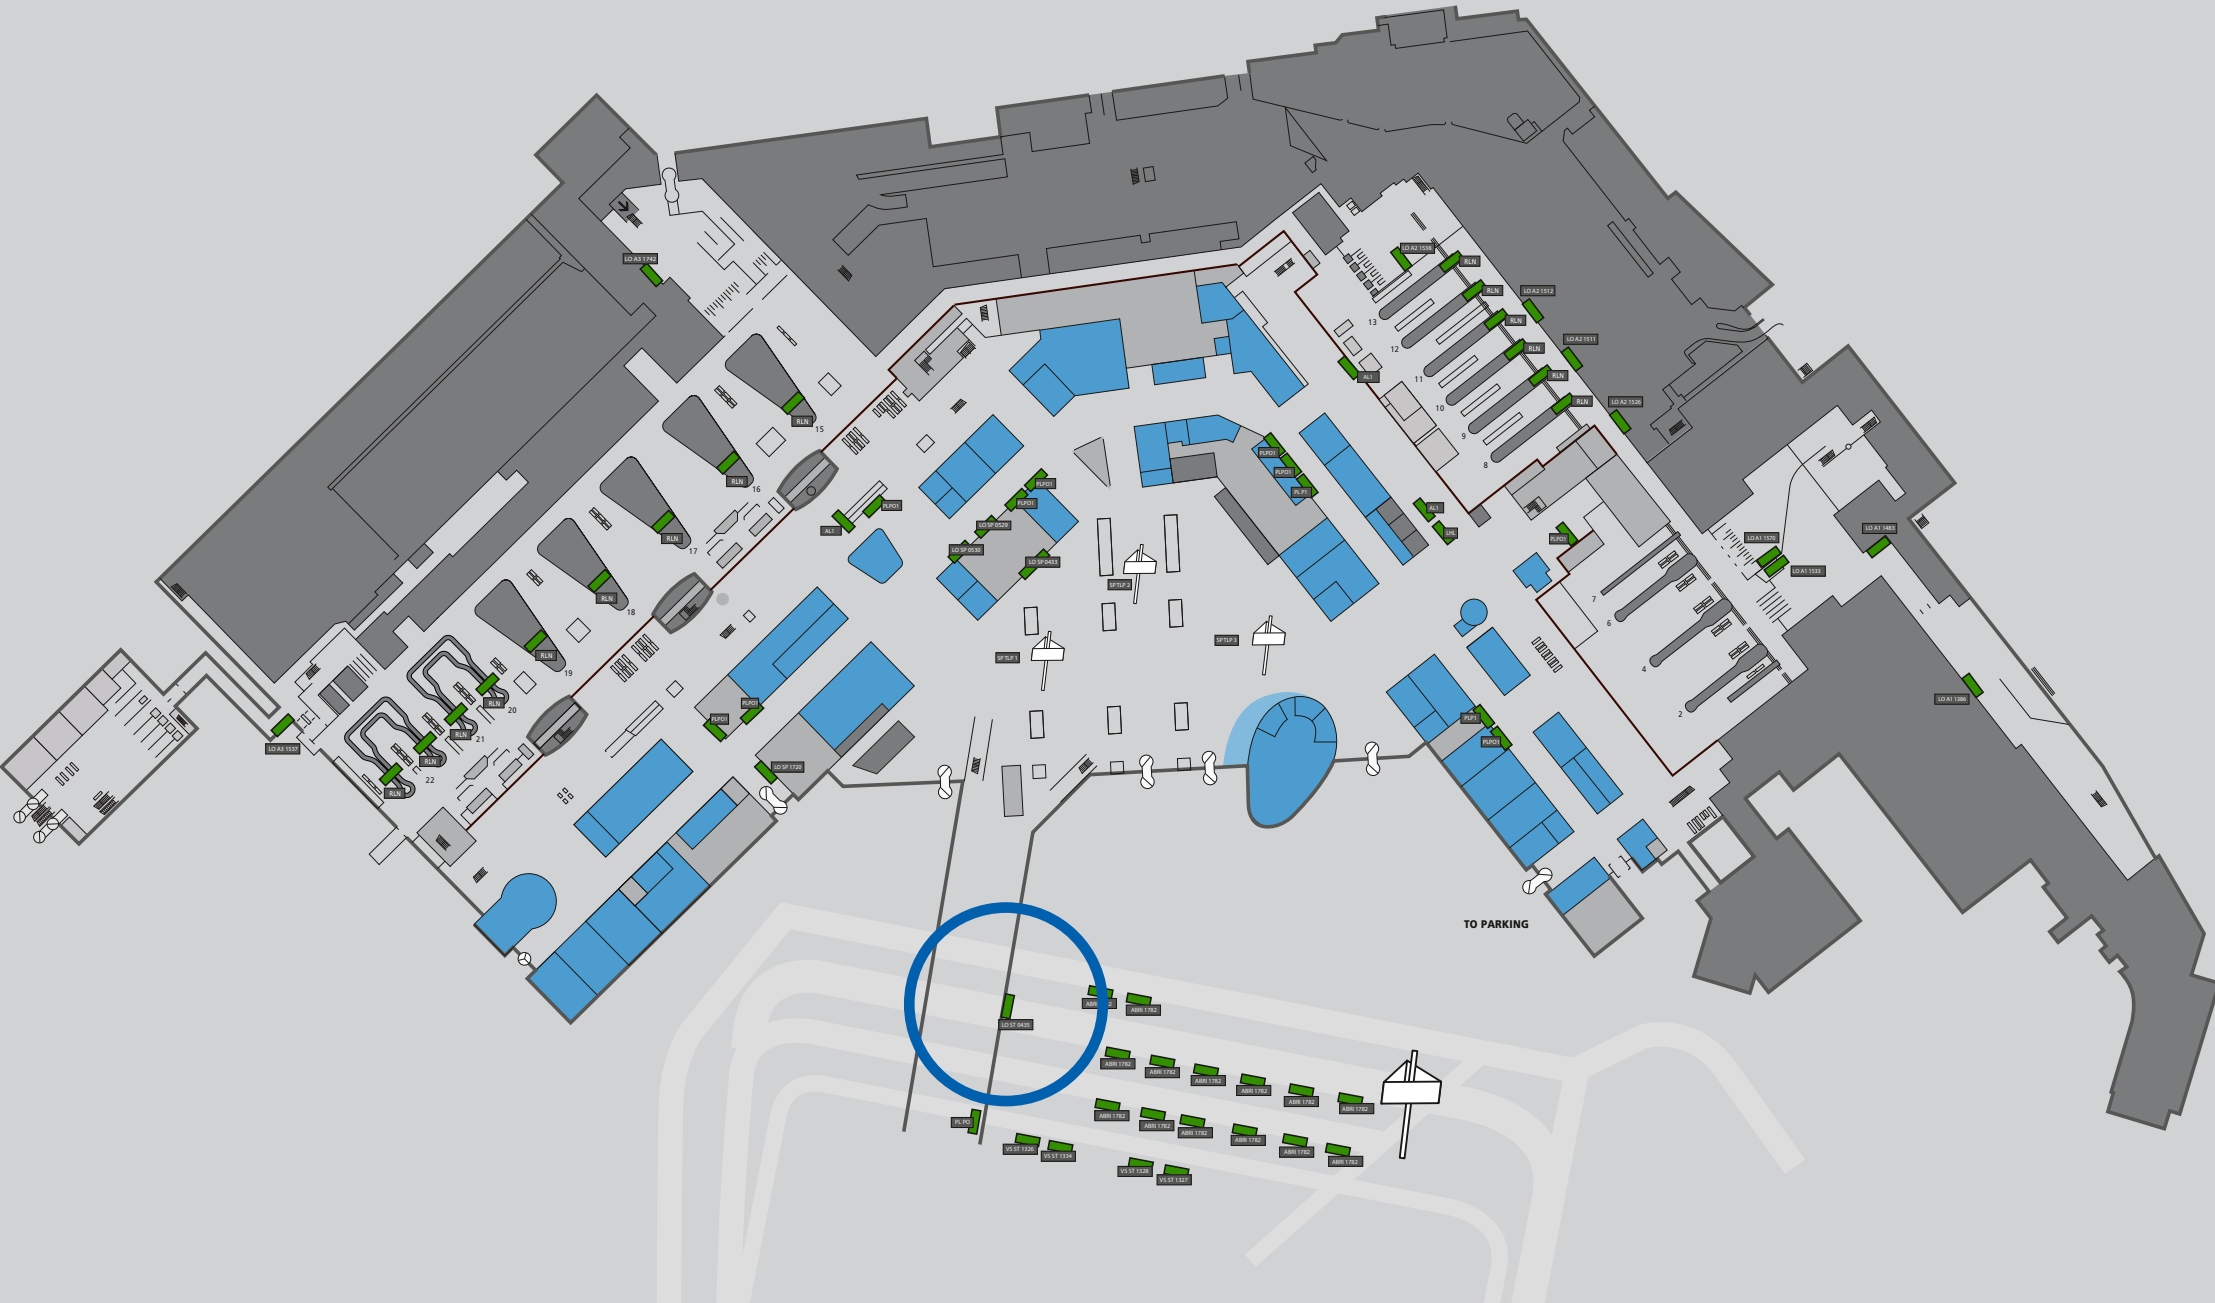 LO A3 1742
LO A2 1538
RLN
RLN
LO A2 1512
13
RLN
12
RLN
LO A2 1511
11
RLN
AL1
10
RLN
LO A2 1526
9
8
RLN
15
RLN
16
RLN
17
RLN
18
RLN
19
RLN
20
RLN
21
RLN
22
RLN
LO A3 1537
AL1
PLPO1
PLPO1
PLPO1
LO SP 0529
LO SP 0530
LO SP 0433
PLPO1
PLPO1
PL P1
AL1
LHL
PLPO1
SP TLP 2
SP TLP 1
SP TLP 3
7
6
4
2
LO A1 1570
LO A1 1533
LO A1 1483
LO A1 1386
PLPO1
PLPO1
LO SP 1720
PLP1
PLPO1
TO PARKING
LO ST 0435
ABRI 1782
ABRI 1782
ABRI 1782
ABRI 1782
ABRI 1782
ABRI 1782
ABRI 1782
ABRI 1782
PL PO
ABRI 1782
ABRI 1782
ABRI 1782
ABRI 1782
ABRI 1782
ABRI 1782
VS ST 1326
VS ST 1334
VS ST 1328
VS ST 1327